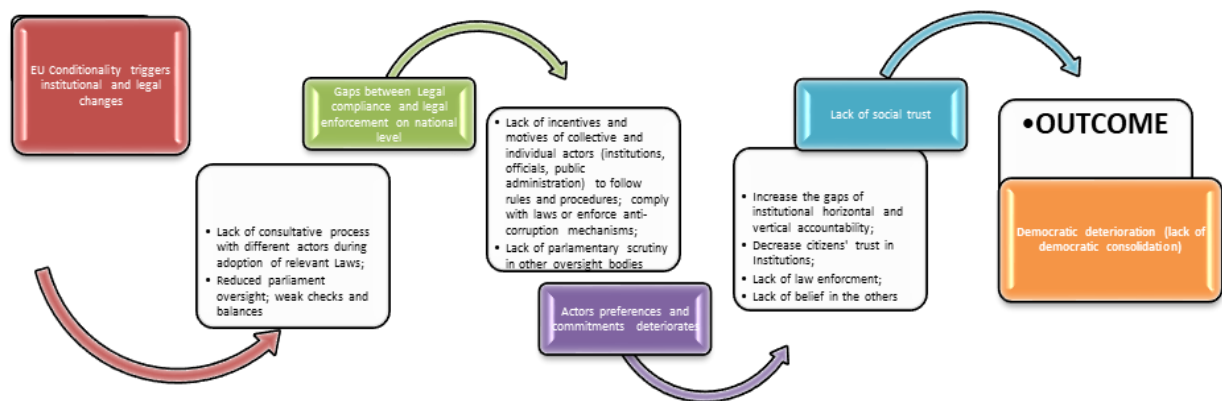 EU Conditionality triggers
institutional and legal
changes
• Lack of consultative process
with different actors during
adoption of relevant Laws;
• Reduced parliament
oversight; weak checks and
balances
Gaps between Legal
compliance and legal
enforcement on national
level
• Lack of incentives and
motives of collective and
individual actors (institutions,
officials, public
administration) to follow
rules and procedures; comply
with laws or enforce anti-
corruption mechanisms;
• Lack of parlamentary scrutiny
in other oversight bodies
Actors preferences and
commitments deteriorates
• Increase the gaps of
institutional horizontal and
vertical accountability;
• Decrease citizens' trust in
Institutions;
• Lack of law enforcment;
• Lack of belief in the others
Lack of social trust
•OUTCOME
Democratic deterioration (lack of
democratic consolidation)